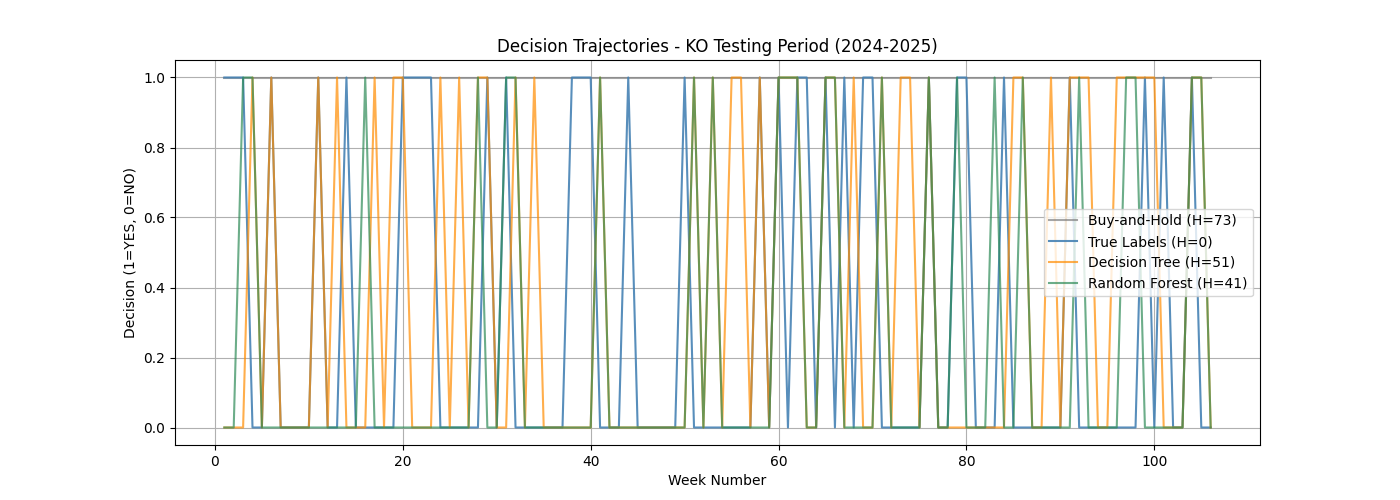 Decision Trajectories - KO Testing Period (2024-2025)
Decision (1=YES, 0=NO)
1.0
0.8
0.6
0.4
0.2
0.0
Buy-and-Hold (H=73)
True Labels (H=0)
Decision Tree (H=51)
Random Forest (H=41)
0 20 40 60 80 100
Week Number